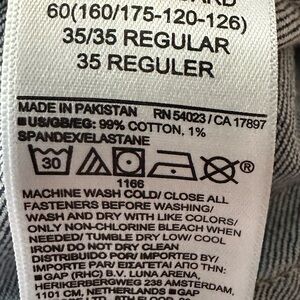 60(160/175-120-126)
35/35 REGULAR
35 REGULER
MADE IN PAKISTAN RN 54023 / CA 17897
■ US/GB/EG: 99% COTTON, 1%
SPANDEX/ELASTANE
30 ®
1166
MACHINE WASH COLD/ CLOSE ALL
FASTENERS BEFORE WASHING/
WASH AND DRY WITH LIKE COLORS/
ONLY NON-CHLORINE BLEACH WHEN
NEEDED/ TUMBLE DRY LOW/ COOL
IRON/ DO NOT DRY CLEAN
DISTRIBUIDO POR/ IMPORTED BY/
IMPORTE PAR/ ΕΙΣΑΓΕΤΑΙ ΑΠΟ ΤΗΝ:
■ GAP (RHC) B.V. LUNA ARENA,
HERIKERBERGWEG 238 AMSTERDAM,
1101 CM, NETHERLANDS ■ GAP